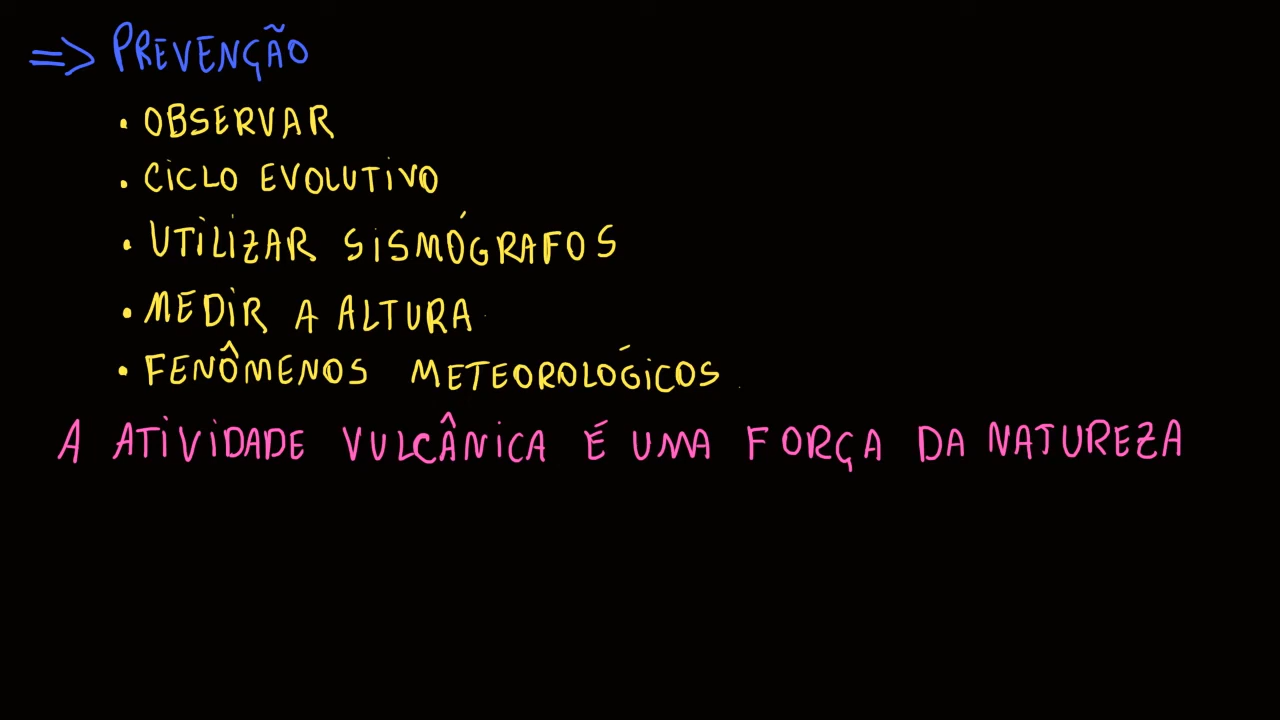 => PREVENÇÃO
• OBSERVAR
• CICLO EVOLUTIVO
• UTILIZAR SISMÓGRAFOS
• MEDIR A ALTURA
• FENÔMENOS METEOROLÓGICOS
A ATIVIDADE VULCÂNICA É UMA FORÇA DA NATUREZA